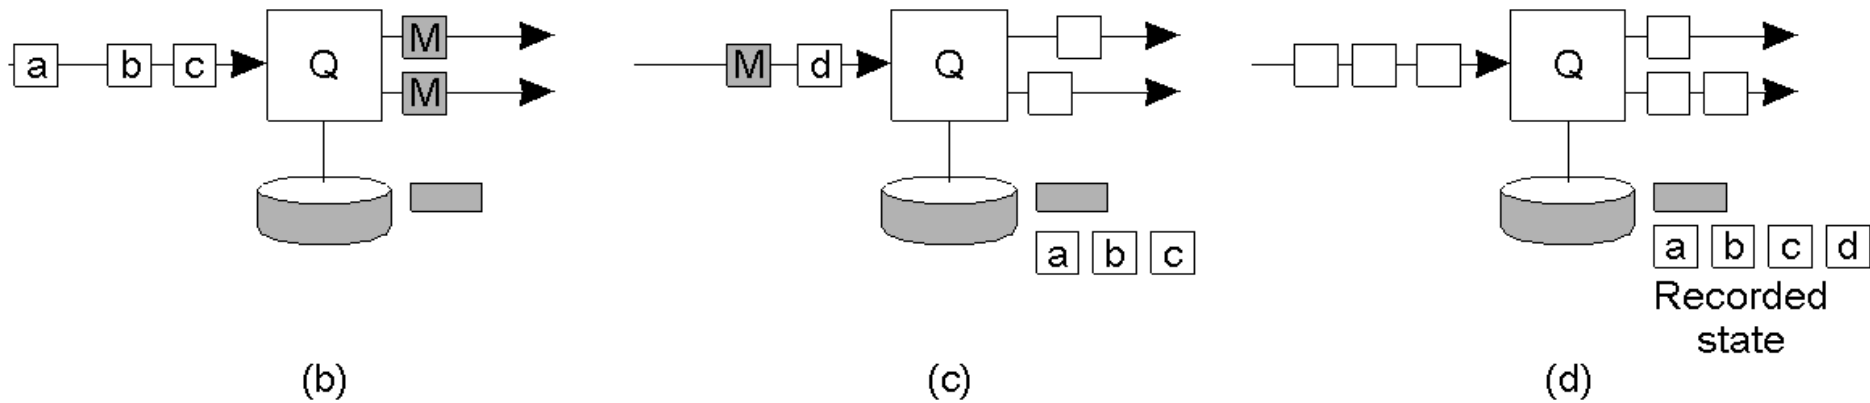 a b c Q M
M
(b)
M d Q
a b c
(c)
Q
a b c d
Recorded
state
(d)